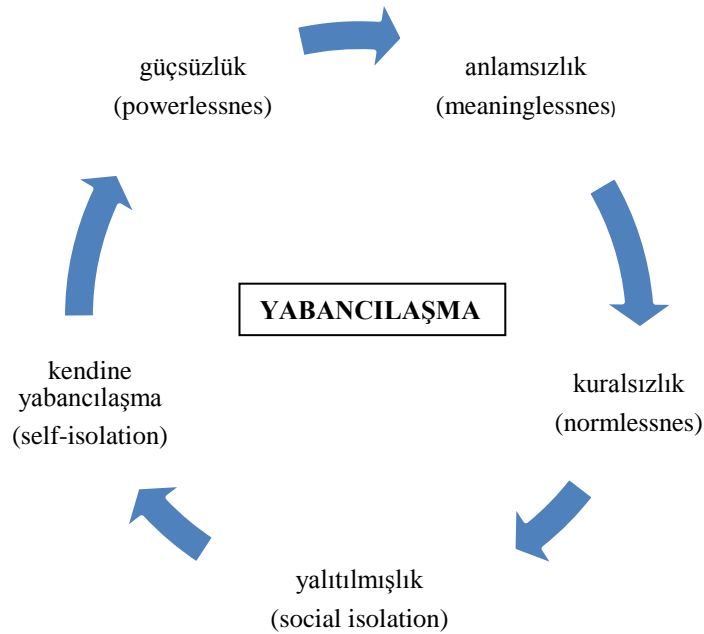 güçsüzlük
(powerlessnes)
anlamsızlık
(meaninglessnes)
kuralsızlık
(normlessnes)
yalıtılmışlık
(social isolation)
kendine
yabancılaşma
(self-isolation)
YABANCILAŞMA